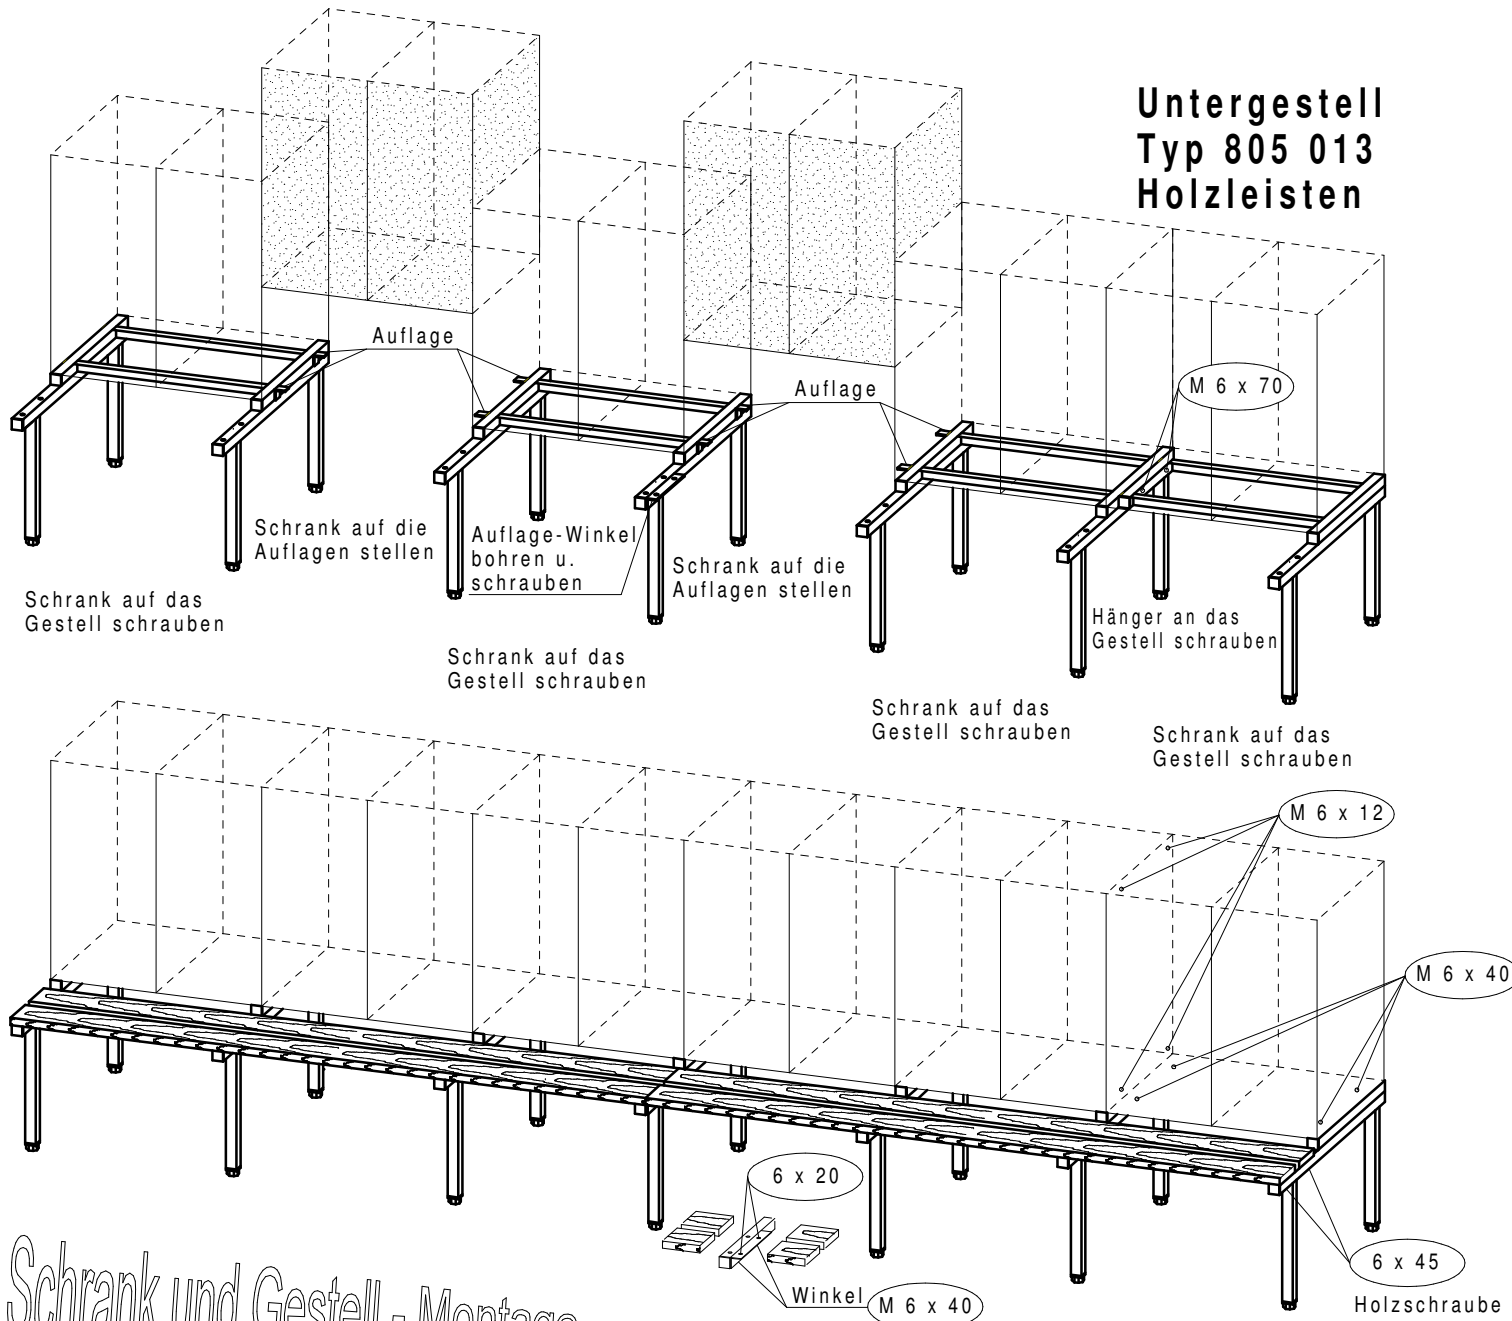 Untergestell
Typ 805 013
Holzleisten
Auflage
Auflage
M 6 x 70
Schrank auf die
Auflagen stellen
Auflage-Winkel
bohren u.
schrauben
Schrank auf die
Auflagen stellen
Schrank auf das
Gestell schrauben
Hänger an das
Gestell schrauben
Schrank auf das
Gestell schrauben
Schrank auf das
Gestell schrauben
Schrank auf das
Gestell schrauben
M 6 x 12
M 6 x 40
6 x 20
6 x 45
Holzschraube
Winkel
M 6 x 40
Schrank und Gestell - Montage